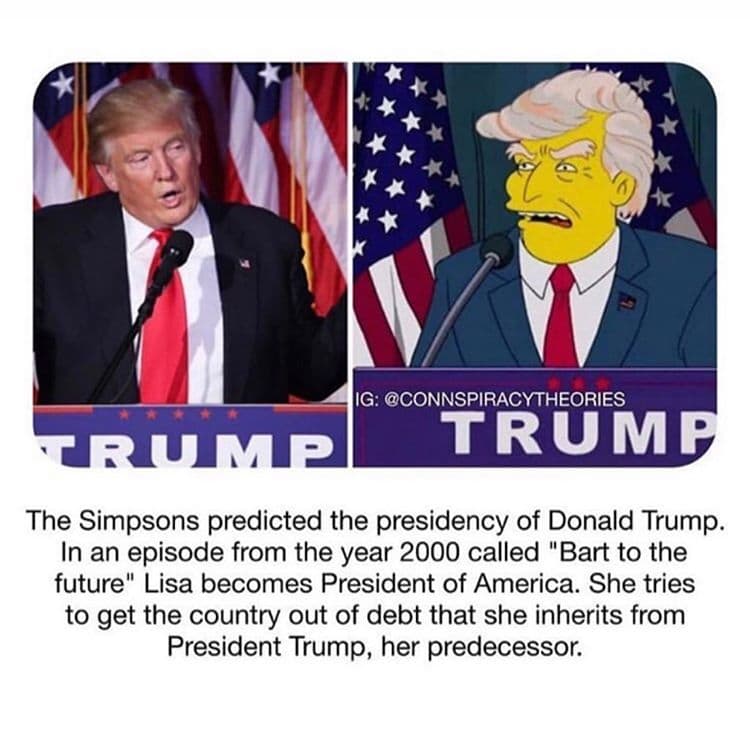 IG: @CONNSPIRACYTHEORIES
TRUMP
TRUMP
The Simpsons predicted the presidency of Donald Trump.
In an episode from the year 2000 called "Bart to the
future" Lisa becomes President of America. She tries
to get the country out of debt that she inherits from
President Trump, her predecessor.